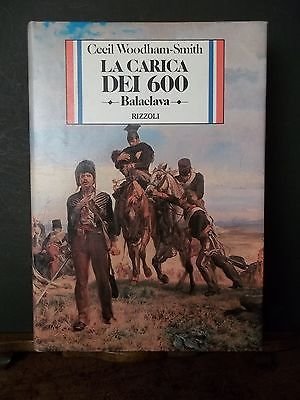 Cecil Woodham-Smith
LA CARICA
DEI 600
Balaclava
RIZZOLI